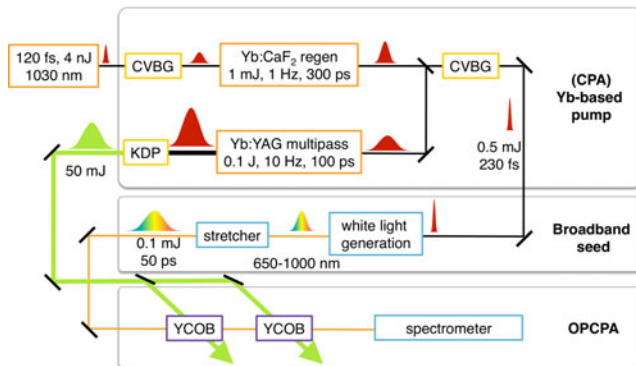 120 fs, 4 nJ
1030 nm
CVBG
Yb:CaF₂ regen
1 mJ, 1 Hz, 300 ps
CVBG
(CPA)
Yb-based
pump
KDP
Yb:YAG multipass
0.1 J, 10 Hz, 100 ps
0.5 mJ
230 fs
50 mJ
0.1 mJ
50 ps
stretcher
650-1000 nm
white light
generation
Broadband
seed
YCOB
YCOB
spectrometer
OPCPA